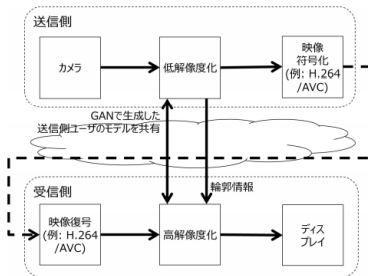 送信側
カメラ
低解像度化
映像
符号化
(例: H.264
/AVC)
GANで生成した
送信側ユーザのモデルを共有
輪郭情報
受信側
映像復号
(例: H.264
/AVC)
高解像度化
ディス
プレイ